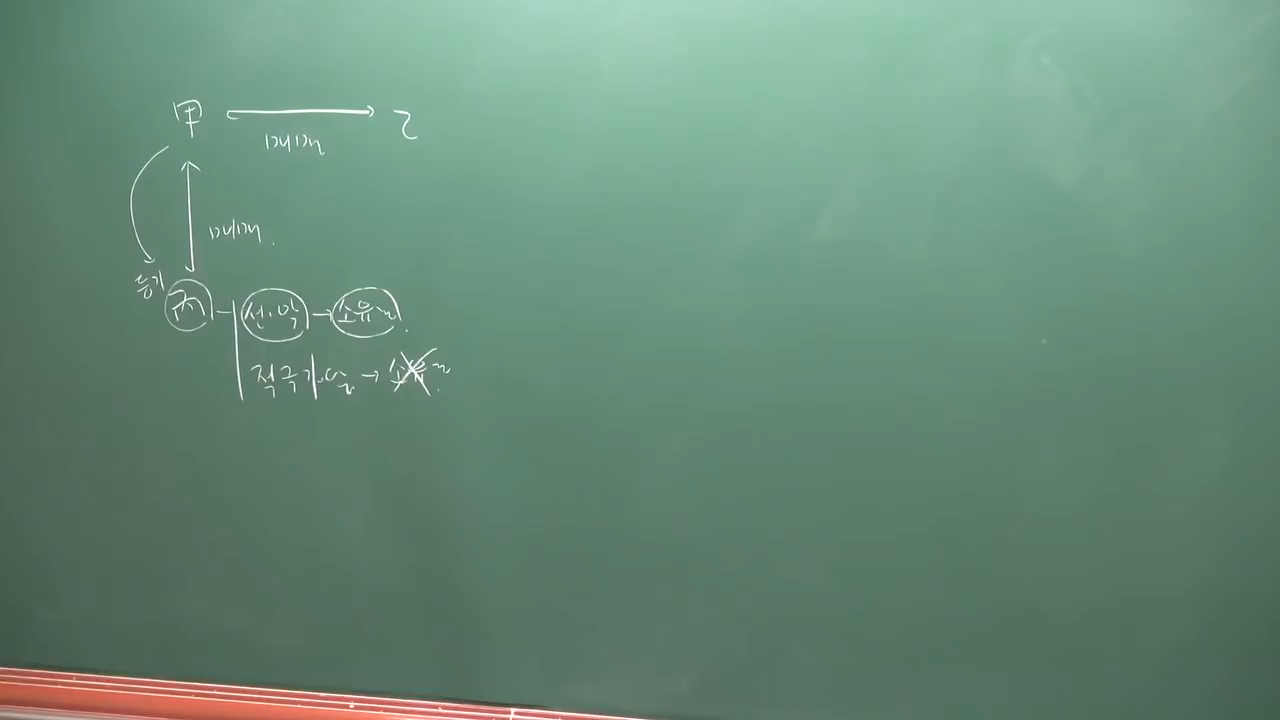 甲 → 乙
매매
매매.
등기
丙 선·악 → 소유권.
적극가담 → 소유권.